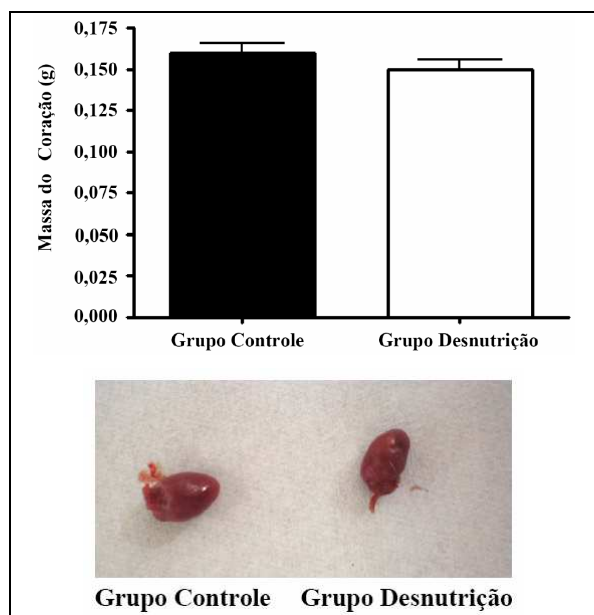 Massa do Coração (g)
0,175
0,150
0,125
0,100
0,075
0,050
0,025
0,000
Grupo Controle Grupo Desnutrição
Grupo Controle Grupo Desnutrição